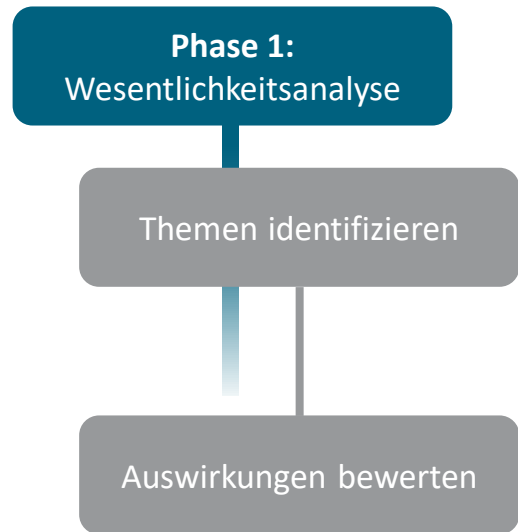 Phase 1:
Wesentlichkeitsanalyse
Themen identifizieren
Auswirkungen bewerten